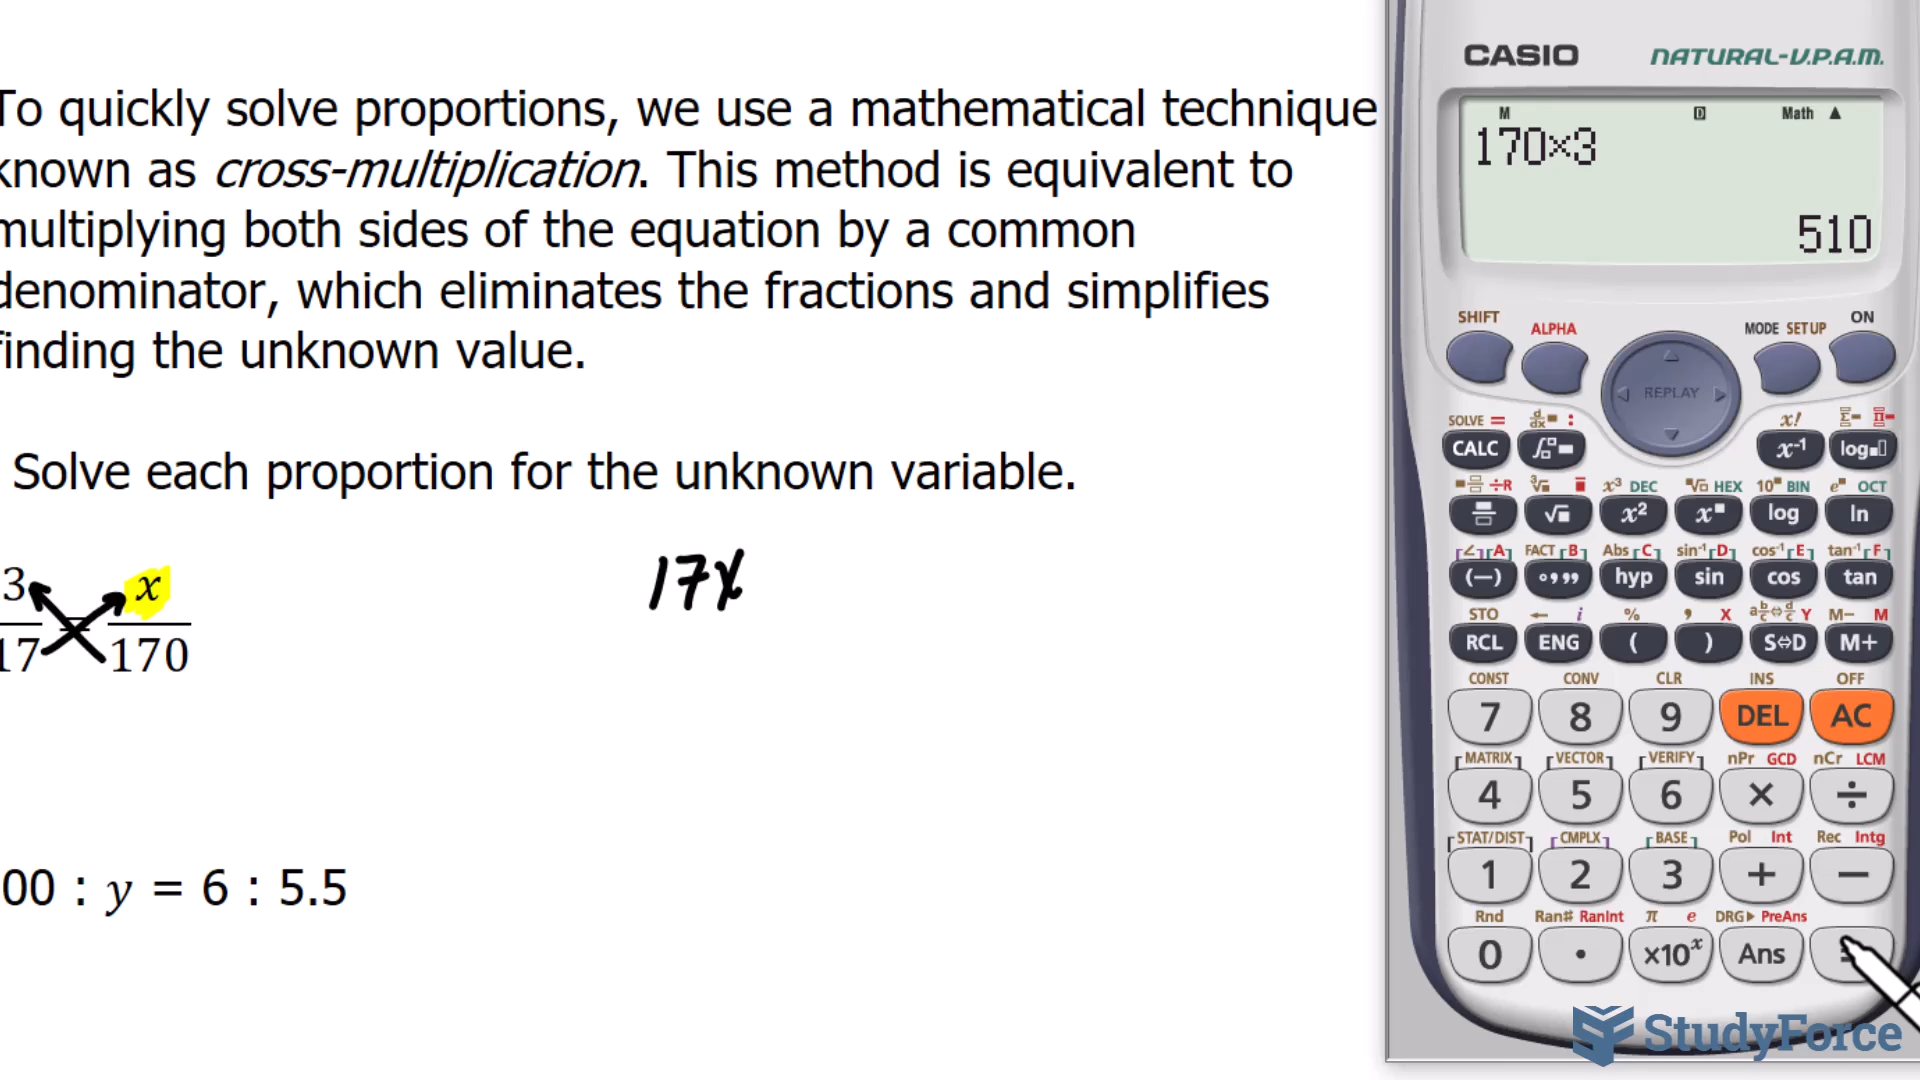 To quickly solve proportions, we use a mathematical technique
known as cross-multiplication. This method is equivalent to
multiplying both sides of the equation by a common
denominator, which eliminates the fractions and simplifies
finding the unknown value.
Solve each proportion for the unknown variable.
3/17 = x/170
17x
00 : y = 6 : 5.5
CASIO NATURAL-V.P.A.M.
M D Math ▲
170×3
510
SHIFT ALPHA MODE SETUP ON
REPLAY
SOLVE = d/dx :  x! Σ Π
CALC ∫ x⁻¹ log
÷R ³√ x³ DEC HEX 10 BIN e OCT
√ x² x log ln
∠ A FACT B Abs C sin⁻¹ D cos⁻¹ E tan⁻¹ F
(−) °,,, hyp sin cos tan
STO ← i % , X a b/c⇔d/c Y M− M
RCL ENG ( ) S⇔D M+
CONST CONV CLR INS OFF
7 8 9 DEL AC
MATRIX VECTOR VERIFY nPr GCD nCr LCM
4 5 6 × ÷
STAT/DIST CMPLX BASE Pol Int Rec Intg
1 2 3 + −
Rnd Ran# RanInt π e DRG▶ PreAns
0 . ×10ˣ Ans
StudyForce